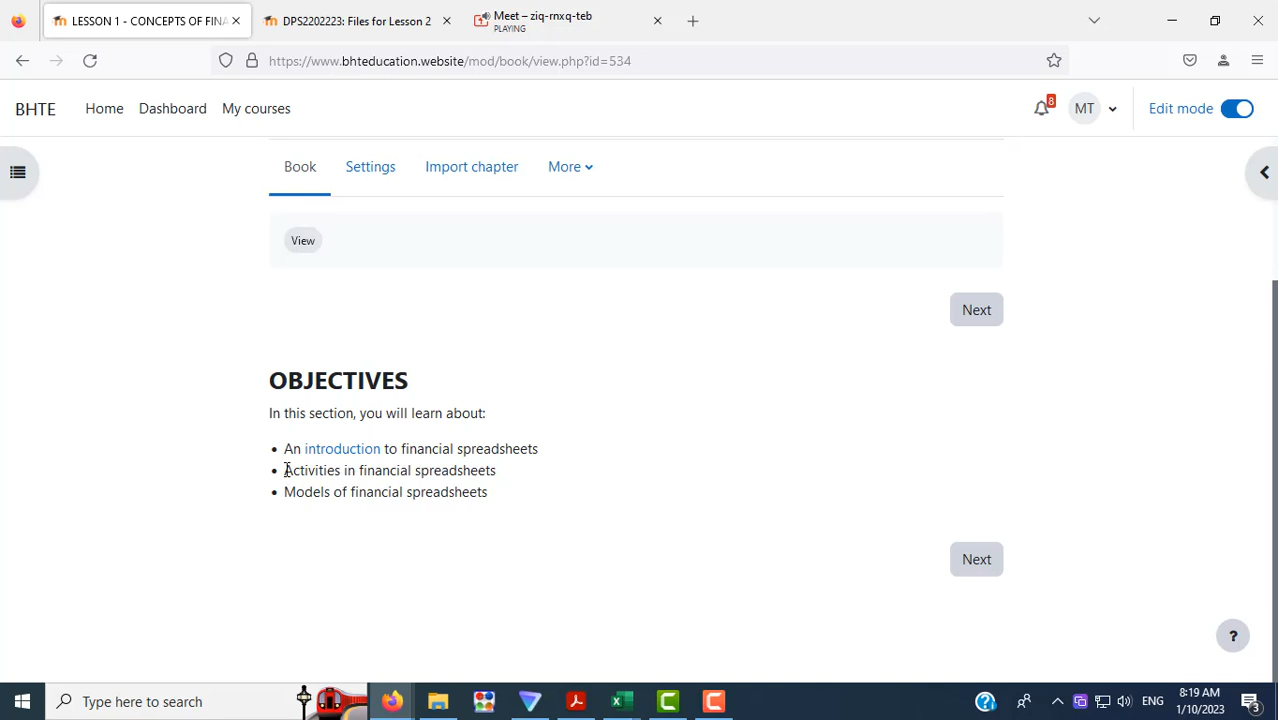 LESSON 1 - CONCEPTS OF FINA
DPS2202223: Files for Lesson 2
Meet – ziq-rnxq-teb
PLAYING
https://www.bhteducation.website/mod/book/view.php?id=534
BHTE
Home
Dashboard
My courses
8
MT
Edit mode
Book
Settings
Import chapter
More
View
Next
OBJECTIVES
In this section, you will learn about:
• An introduction to financial spreadsheets
• Activities in financial spreadsheets
• Models of financial spreadsheets
Next
?
Type here to search
ENG
8:19 AM
1/10/2023
3